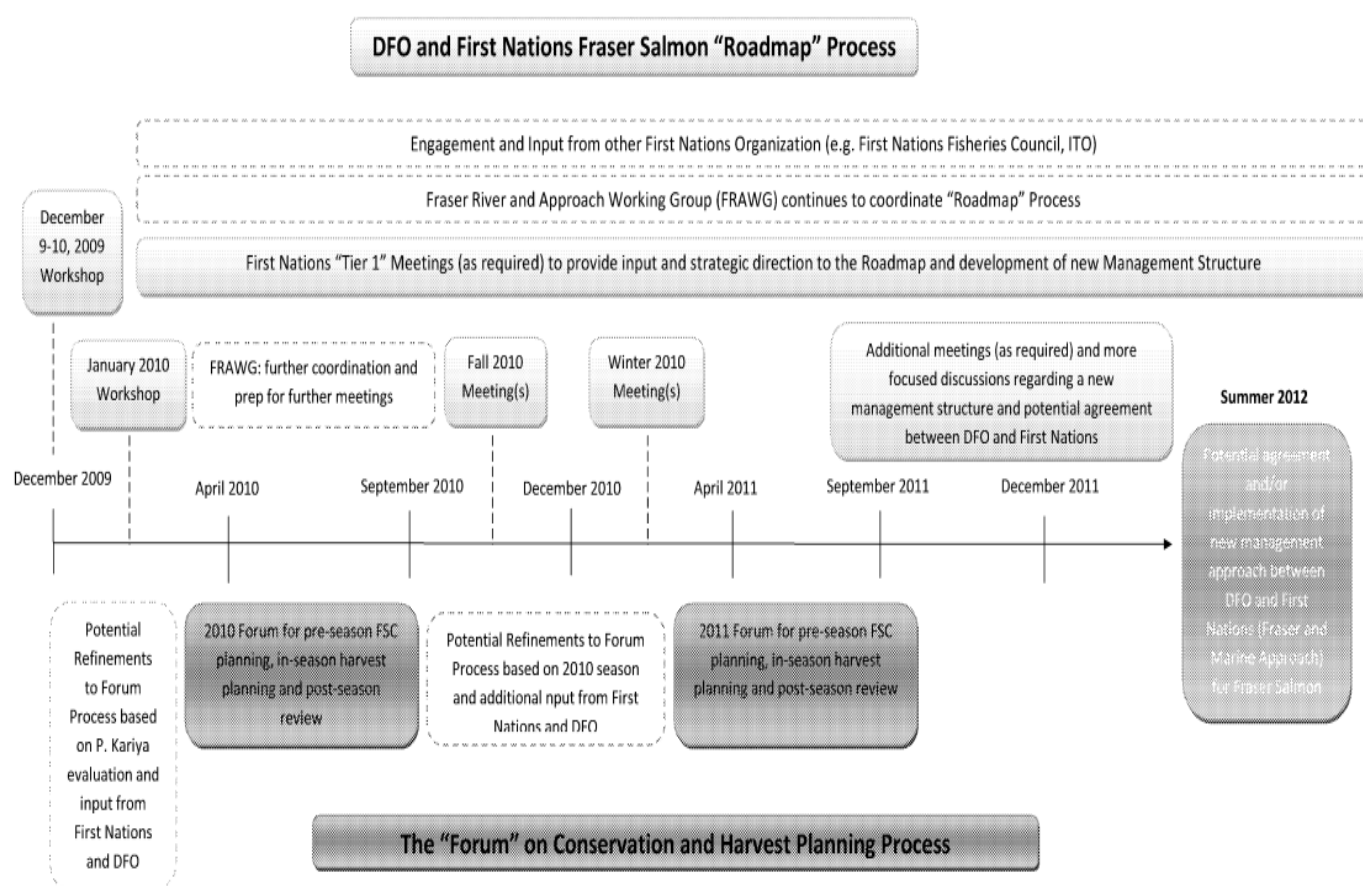 DFO and First Nations Fraser Salmon “Roadmap” Process
Engagement and Input from other First Nations Organization (e.g. First Nations Fisheries Council, ITO)
Fraser River and Approach Working Group (FRAWG) continues to coordinate “Roadmap” Process
First Nations “Tier 1” Meetings (as required) to provide input and strategic direction to the Roadmap and development of new Management Structure
December
9-10, 2009
Workshop
January 2010
Workshop
FRAWG: further coordination and
prep for further meetings
Fall 2010
Meeting(s)
Winter 2010
Meeting(s)
Additional meetings (as required) and more
focused discussions regarding a new
management structure and potential agreement
between DFO and First Nations
Summer 2012
Potential agreement
and/or
implementation of
new management
approach between
DFO and First
Nations (Fraser and
Marine Approach)
for Fraser Salmon
December 2009
April 2010
September 2010
December 2010
April 2011
September 2011
December 2011
Potential
Refinements
to Forum
Process based
on P. Kariya
evaluation and
input from
First Nations
and DFO
2010 Forum for pre-season FSC
planning, in-season harvest
planning and post-season
review
Potential Refinements to Forum
Process based on 2010 season
and additional nput from First
Nations and DFO
2011 Forum for pre-season FSC
planning, in-season harvest
planning and post-season review
The “Forum” on Conservation and Harvest Planning Process